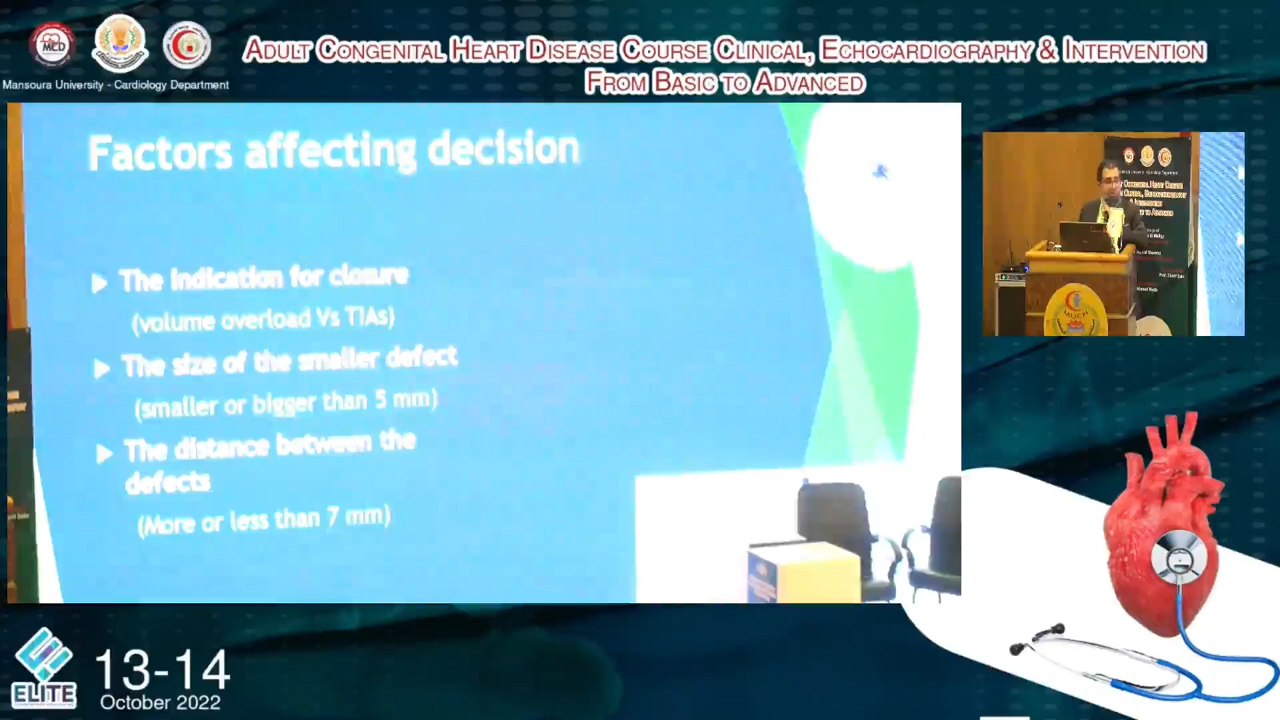 ADULT CONGENITAL HEART DISEASE COURSE CLINICAL, ECHOCARDIOGRAPHY & INTERVENTION
FROM BASIC TO ADVANCED
MCD
Mansoura University - Cardiology Department
Factors affecting decision
The indication for closure
(volume overload Vs TIAs)
The size of the smaller defect
(smaller or bigger than 5 mm)
The distance between the
defects
(More or less than 7 mm)
MUCH
ELITE
13-14
October 2022